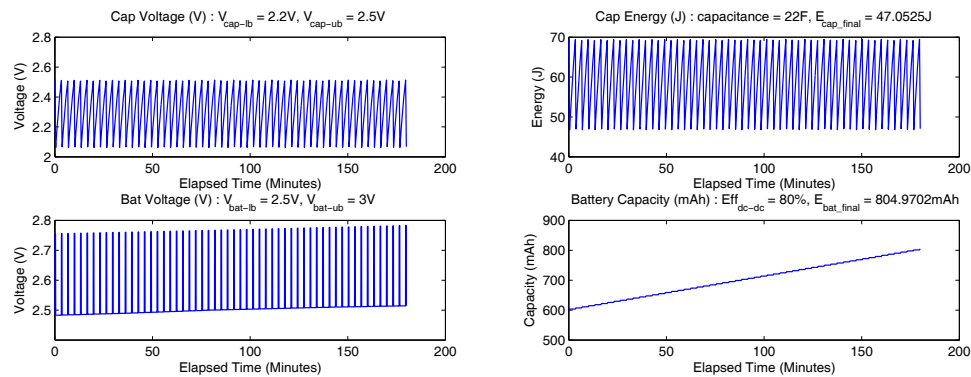 Cap Voltage (V) : V_cap-lb = 2.2V, V_cap-ub = 2.5V
2.8
2.6
2.4
2.2
2
Voltage (V)
0 50 100 150 200
Elapsed Time (Minutes)
Cap Energy (J) : capacitance = 22F, E_cap_final = 47.0525J
70
60
50
40
Energy (J)
0 50 100 150 200
Elapsed Time (Minutes)
Bat Voltage (V) : V_bat-lb = 2.5V, V_bat-ub = 3V
2.8
2.7
2.6
2.5
Voltage (V)
0 50 100 150 200
Elapsed Time (Minutes)
Battery Capacity (mAh) : Eff_dc-dc = 80%, E_bat_final = 804.9702mAh
900
800
700
600
500
Capacity (mAh)
0 50 100 150 200
Elapsed Time (Minutes)